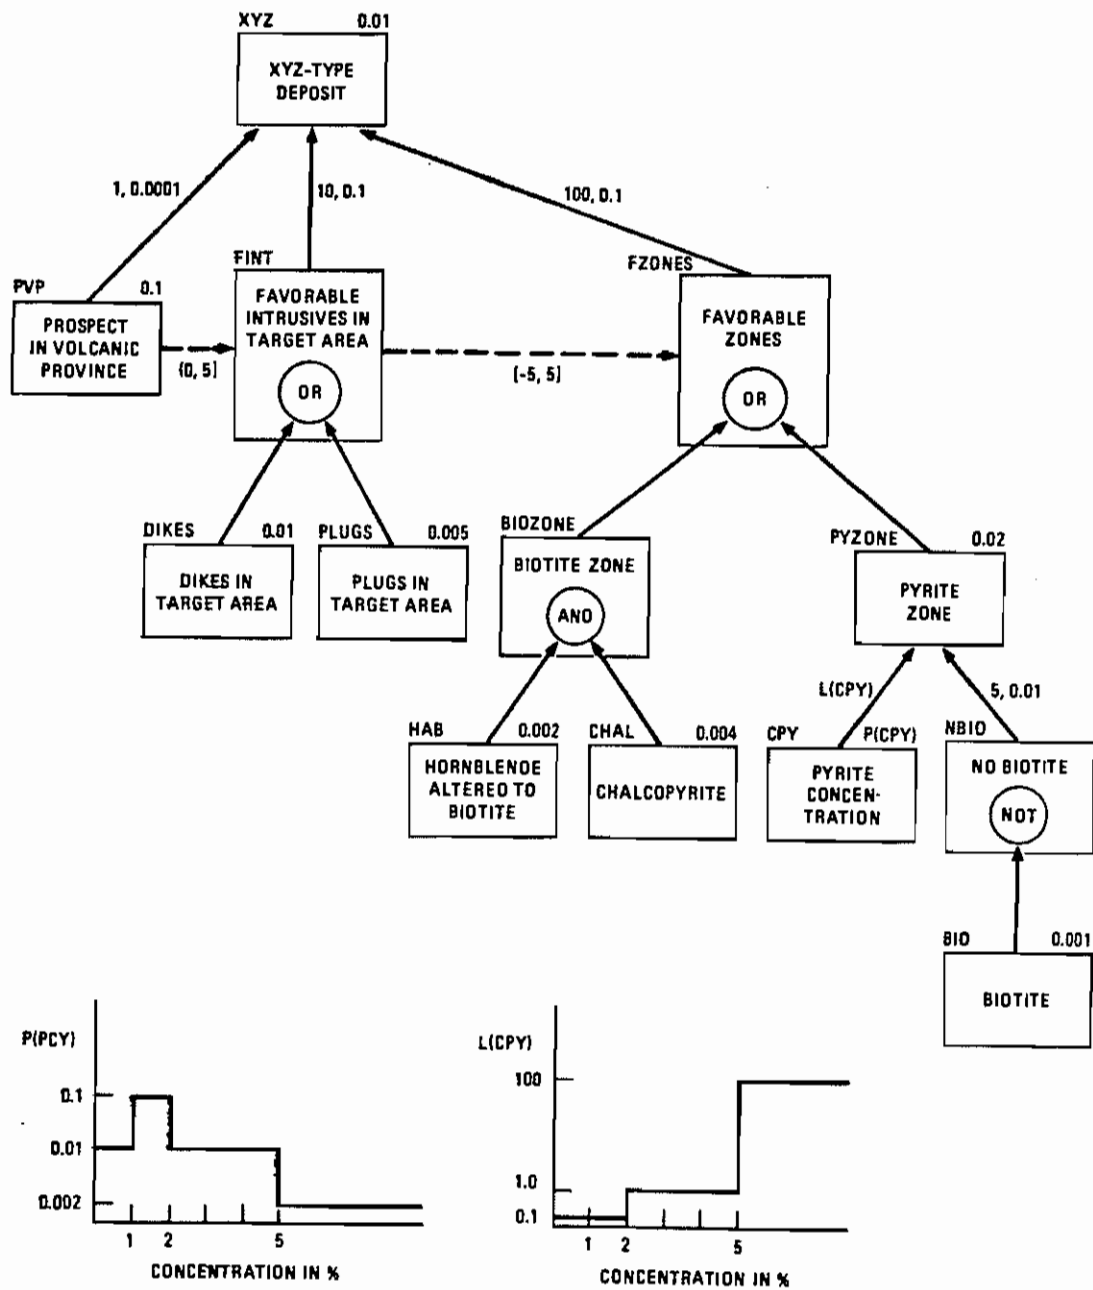 XYZ 0.01
XYZ-TYPE
DEPOSIT
1, 0.0001
10, 0.1
100, 0.1
PVP 0.1
PROSPECT
IN VOLCANIC
PROVINCE
(0, 5]
FINT
FAVORABLE
INTRUSIVES IN
TARGET AREA
OR
[-5, 5]
FZONES
FAVORABLE
ZONES
OR
DIKES 0.01
DIKES IN
TARGET AREA
PLUGS 0.005
PLUGS IN
TARGET AREA
BIOZONE
BIOTITE ZONE
AND
PYZONE 0.02
PYRITE
ZONE
L(CPY)
5, 0.01
HAB 0.002
HORNBLENDE
ALTERED TO
BIOTITE
CHAL 0.004
CHALCOPYRITE
CPY P(CPY)
PYRITE
CONCEN-
TRATION
NBIO
NO BIOTITE
NOT
BIO 0.001
BIOTITE
P(PCY)
0.1
0.01
0.002
1 2 5
CONCENTRATION IN %
L(CPY)
100
1.0
0.1
1 2 5
CONCENTRATION IN %